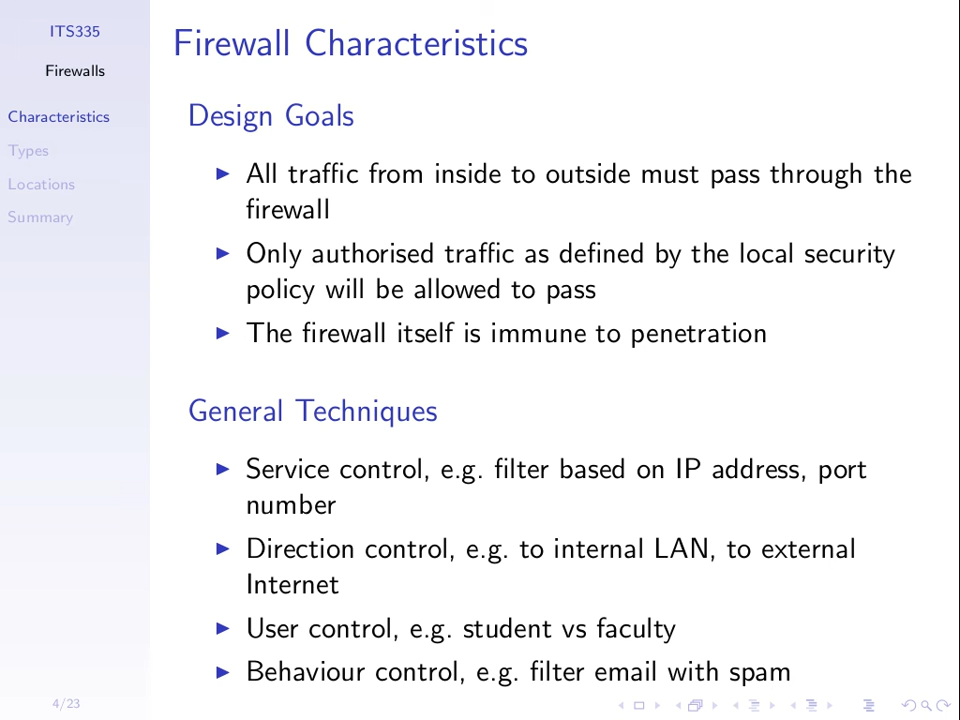 ITS335
Firewalls
Characteristics
Types
Locations
Summary
Firewall Characteristics
Design Goals
All traffic from inside to outside must pass through the
firewall
Only authorised traffic as defined by the local security
policy will be allowed to pass
The firewall itself is immune to penetration
General Techniques
Service control, e.g. filter based on IP address, port
number
Direction control, e.g. to internal LAN, to external
Internet
User control, e.g. student vs faculty
Behaviour control, e.g. filter email with spam
4/23